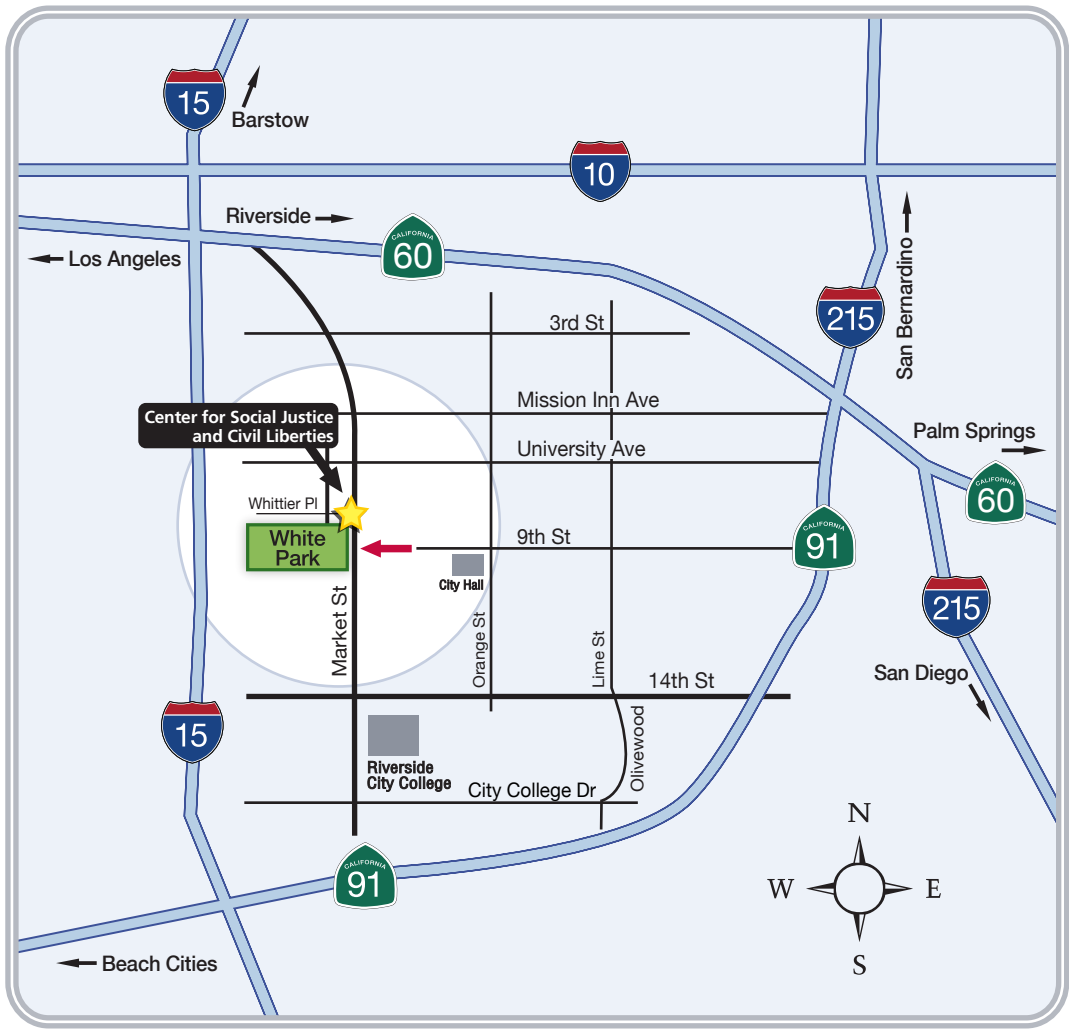 15
Barstow
10
Riverside
CALIFORNIA
60
Los Angeles
San Bernardino
215
3rd St
Mission Inn Ave
Center for Social Justice
and Civil Liberties
University Ave
Palm Springs
CALIFORNIA
60
Whittier Pl
White
Park
9th St
CALIFORNIA
91
City Hall
Market St
Orange St
Lime St
215
14th St
San Diego
15
Riverside
City College
Olivewood
City College Dr
CALIFORNIA
91
N
W
E
S
Beach Cities